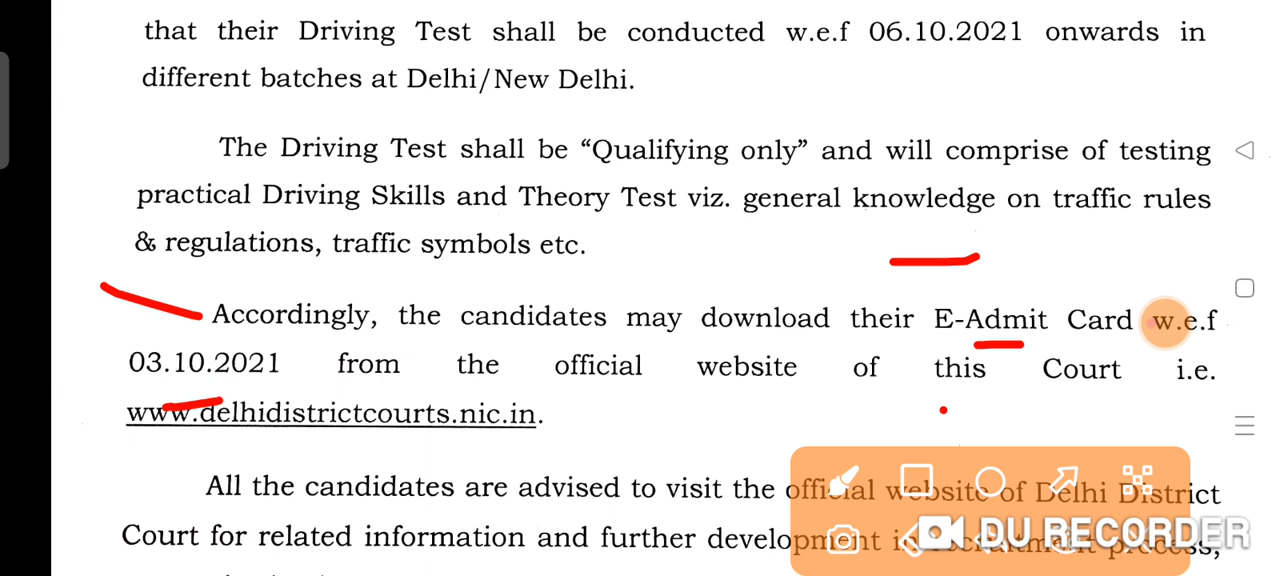 that their Driving Test shall be conducted w.e.f 06.10.2021 onwards in
different batches at Delhi/New Delhi.
The Driving Test shall be “Qualifying only” and will comprise of testing
practical Driving Skills and Theory Test viz. general knowledge on traffic rules
& regulations, traffic symbols etc.
Accordingly, the candidates may download their E-Admit Card w.e.f
03.10.2021 from the official website of this Court i.e.
www.delhidistrictcourts.nic.in.
All the candidates are advised to visit the official website of Delhi District
Court for related information and further development in recruitment process,
DU RECORDER